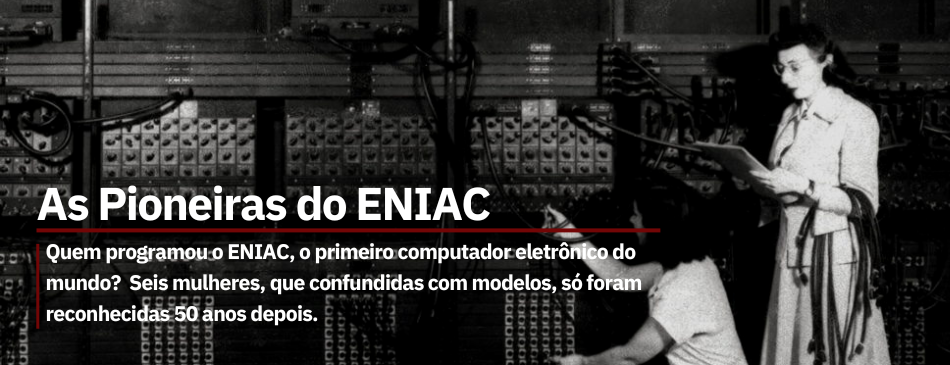 As Pioneiras do ENIAC
Quem programou o ENIAC, o primeiro computador eletrônico do
mundo? Seis mulheres, que confundidas com modelos, só foram
reconhecidas 50 anos depois.